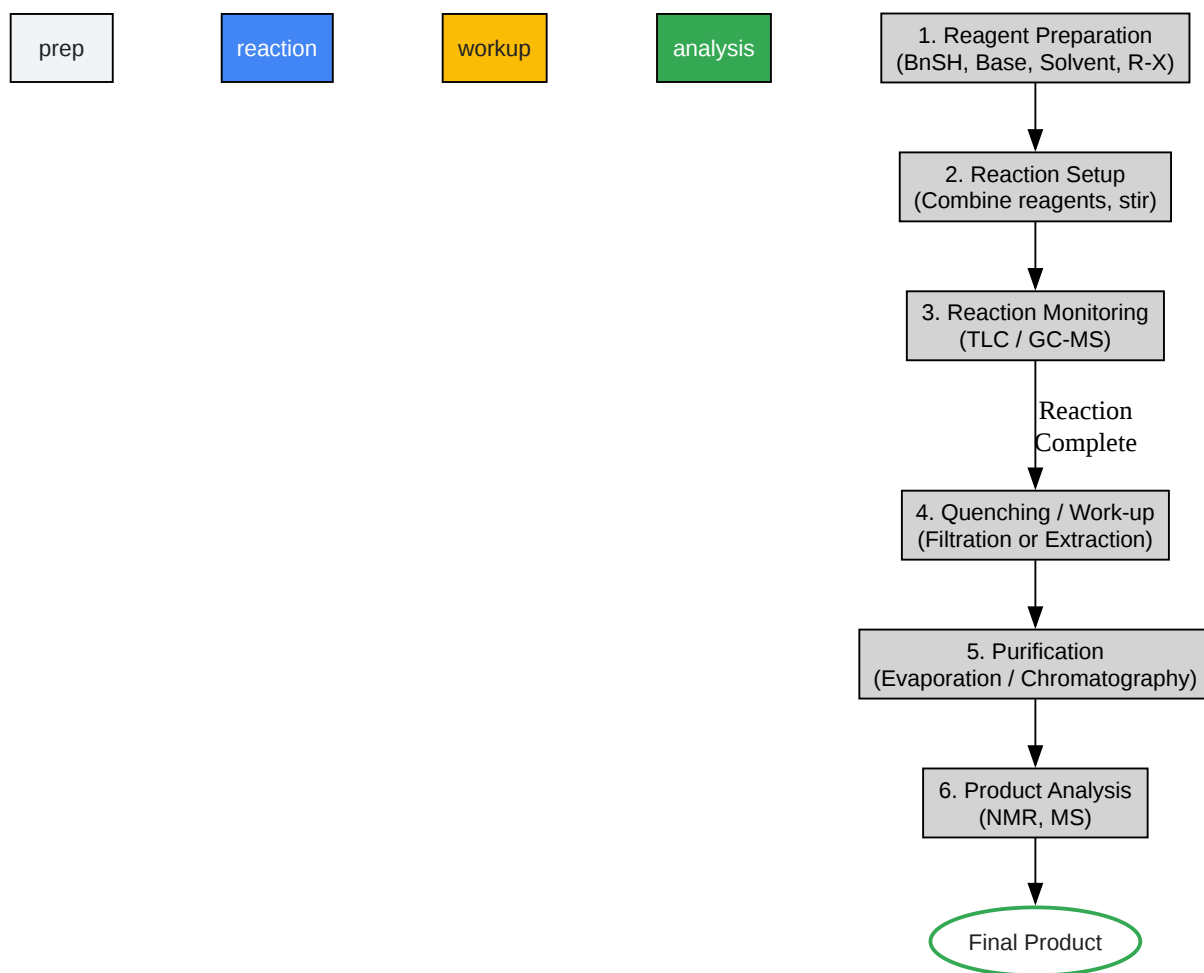 prep
reaction
workup
analysis
1. Reagent Preparation
(BnSH, Base, Solvent, R-X)
2. Reaction Setup
(Combine reagents, stir)
3. Reaction Monitoring
(TLC / GC-MS)
Reaction
Complete
4. Quenching / Work-up
(Filtration or Extraction)
5. Purification
(Evaporation / Chromatography)
6. Product Analysis
(NMR, MS)
Final Product